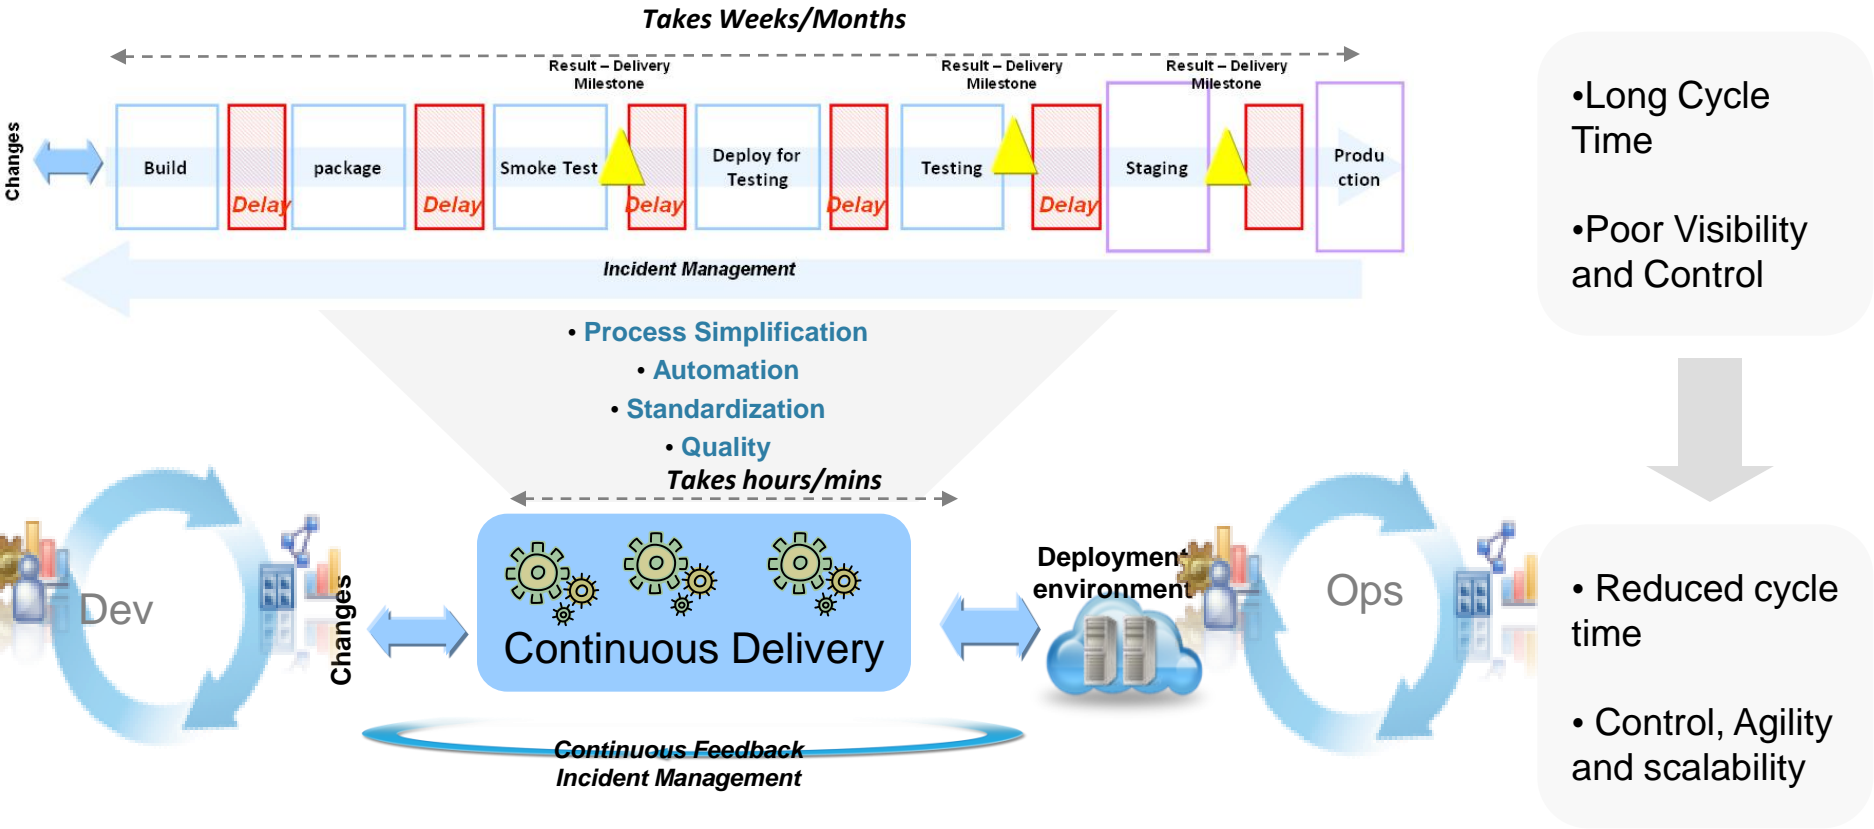 Takes Weeks/Months
Result – Delivery
Milestone
Result – Delivery
Milestone
Result – Delivery
Milestone
Changes
Build
Delay
package
Delay
Smoke Test
Delay
Deploy for
Testing
Delay
Testing
Delay
Staging
Produ
ction
Incident Management
•Long Cycle
Time
•Poor Visibility
and Control
• Process Simplification
• Automation
• Standardization
• Quality
Takes hours/mins
Dev
Changes
Continuous Delivery
Deployment
environment
Ops
Continuous Feedback
Incident Management
• Reduced cycle
time
• Control, Agility
and scalability